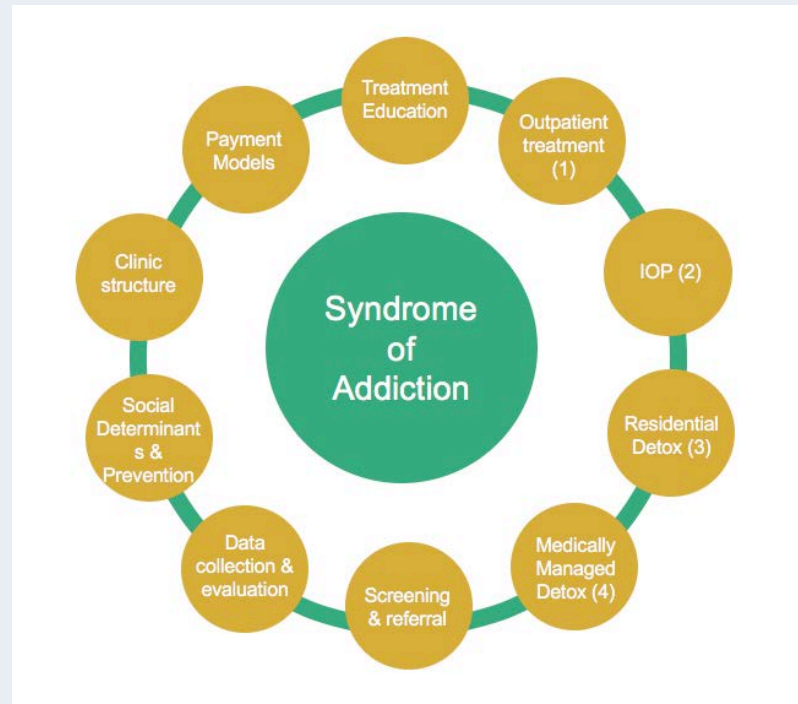 Treatment
Education
Outpatient
treatment
(1)
IOP (2)
Residential
Detox (3)
Medically
Managed
Detox (4)
Screening
& referral
Data
collection &
evaluation
Social
Determinant
s &
Prevention
Clinic
structure
Payment
Models
Syndrome
of
Addiction